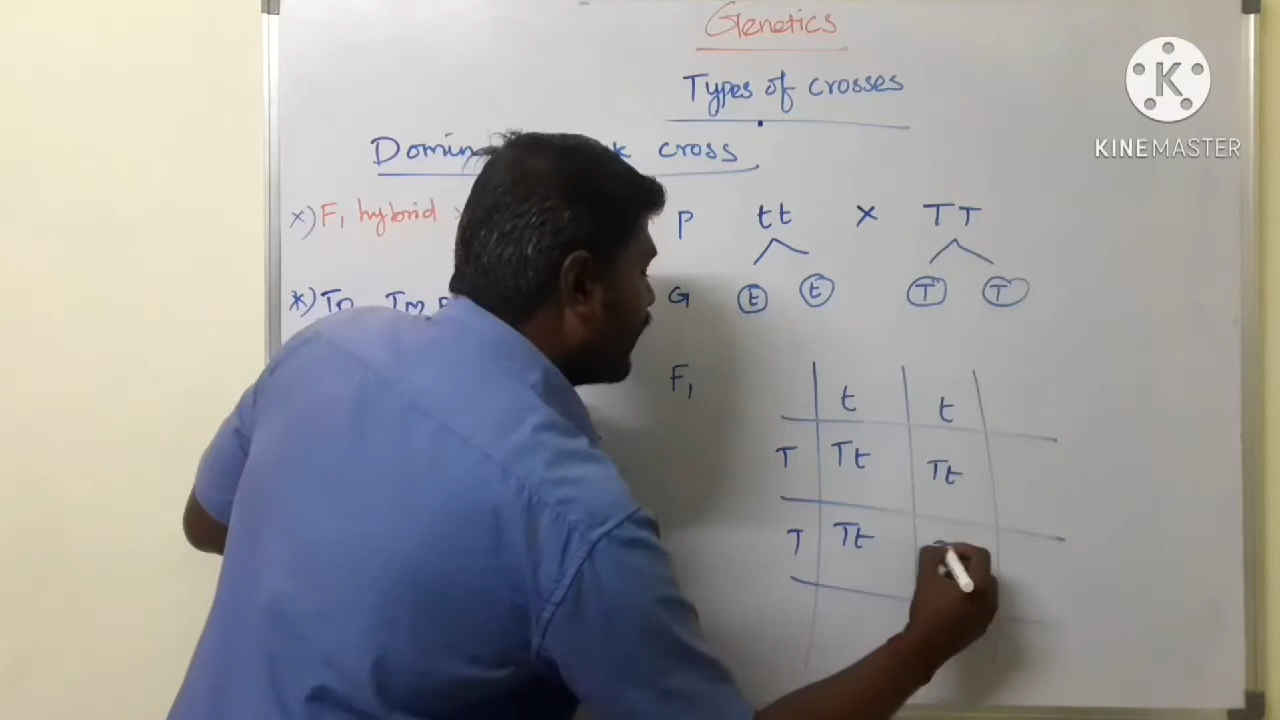 Genetics
Types of crosses
cross
x) F1 hybrid
P tt x TT
*)
G t t T T
F1
t t
T Tt Tt
T Tt
KINEMASTER